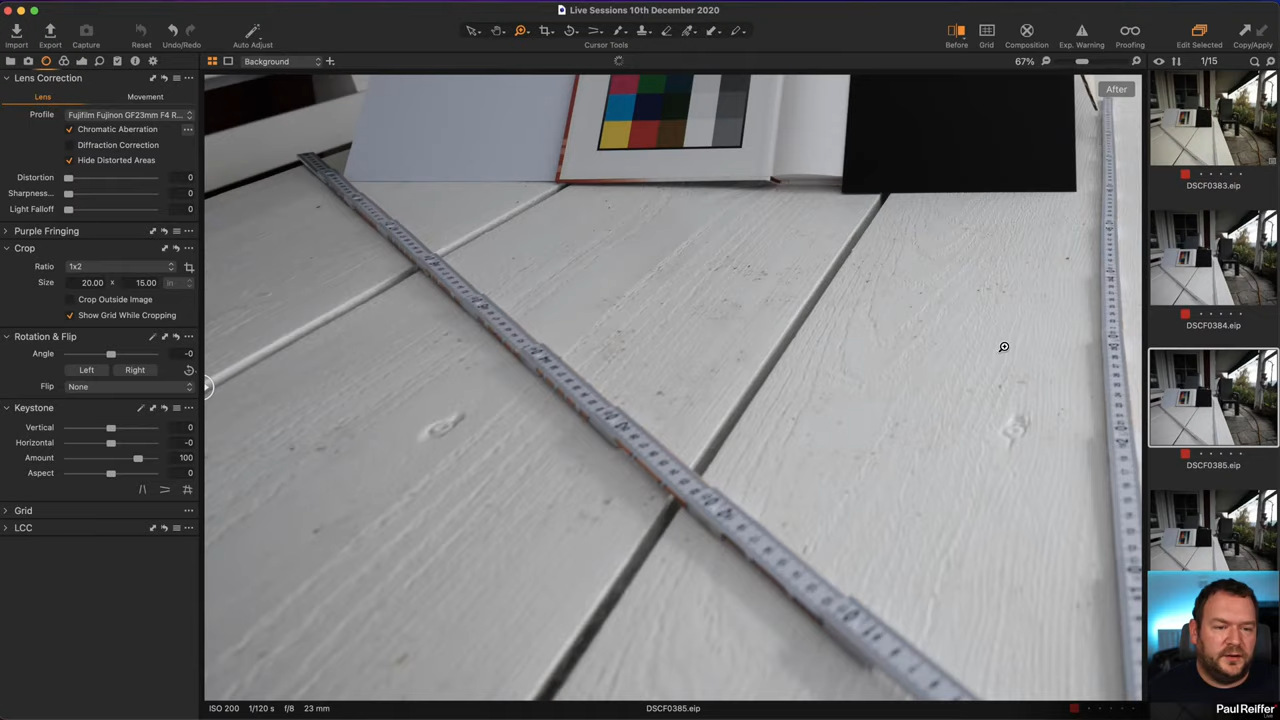 Live Sessions 10th December 2020
Import
Export
Capture
Reset
Undo/Redo
Auto Adjust
Cursor Tools
Before
Grid
Composition
Exp. Warning
Proofing
Edit Selected
Copy/Apply
Background
67%
1/15
Lens Correction
Lens
Movement
Profile
Fujifilm Fujinon GF23mm F4 R...
Chromatic Aberration
Diffraction Correction
Hide Distorted Areas
Distortion 0
Sharpness... 0
Light Falloff 0
Purple Fringing
Crop
Ratio 1x2
Size 20.00 x 15.00 in
Crop Outside Image
Show Grid While Cropping
Rotation & Flip
Angle -0
Left Right
Flip None
Keystone
Vertical 0
Horizontal -0
Amount 100
Aspect 0
Grid
LCC
After
DSCF0383.eip
DSCF0384.eip
DSCF0385.eip
ISO 200 1/120 s f/8 23 mm
DSCF0385.eip
Paul Reiffer
Live